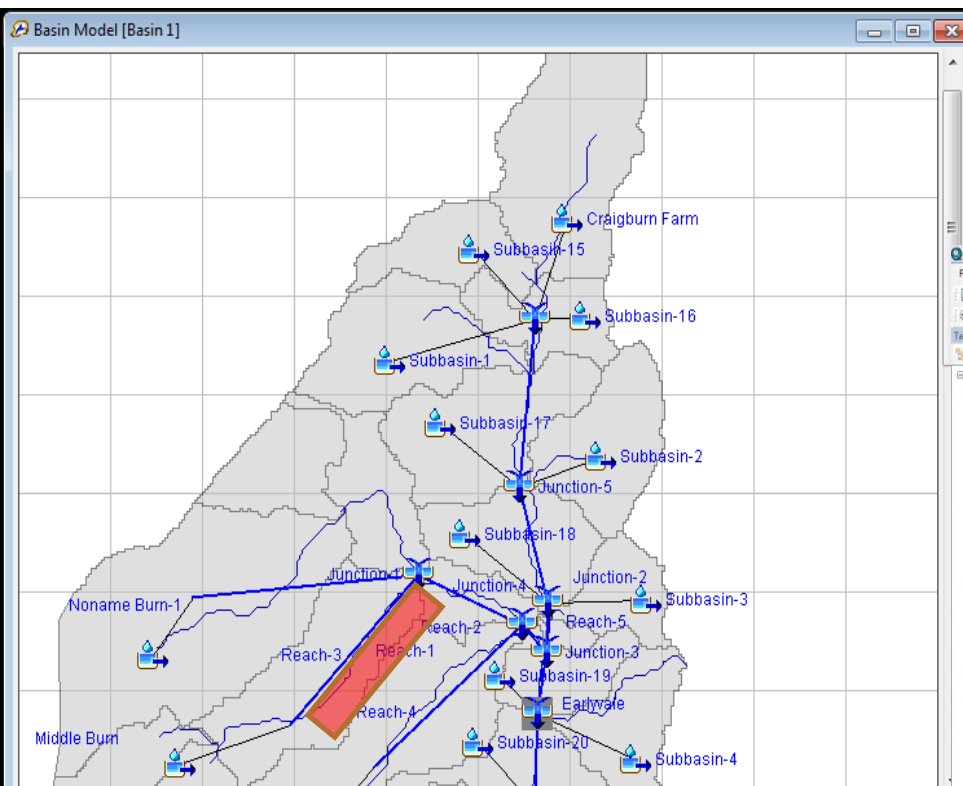 Basin Model [Basin 1]
Craigburn Farm
Subbasin-15
Subbasin-16
Subbasin-1
Subbasin-17
Subbasin-2
Junction-5
Subbasin-18
Junction-1
Junction-4
Junction-2
Noname Burn-1
Subbasin-3
Reach-5
Reach-2
Reach-1
Reach-3
Junction-3
Subbasin-19
Earlyvale
Reach-4
Middle Burn
Subbasin-20
Subbasin-4